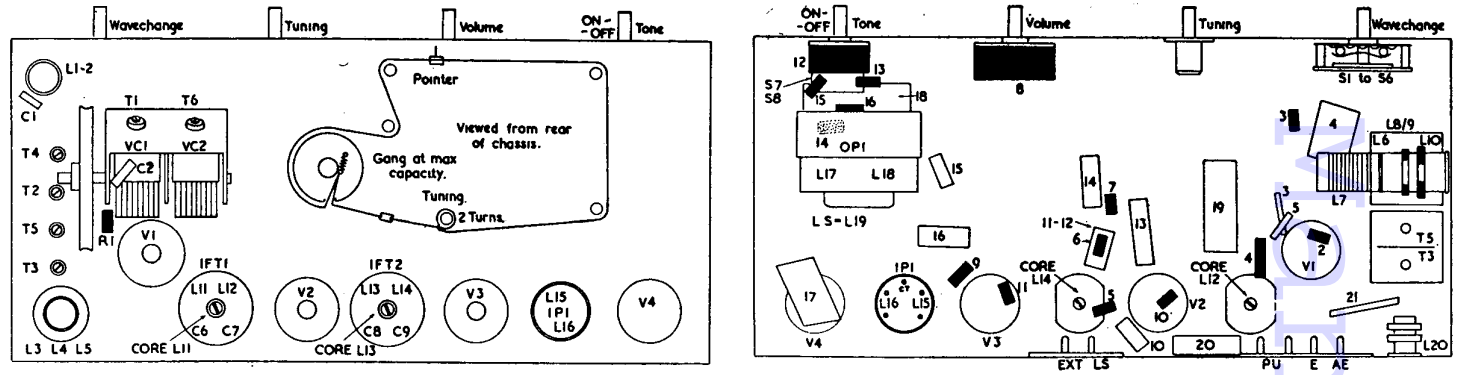 Wavechange
Tuning
Volume
ON-
-OFF
Tone
L1-2
C1
T1 T6
Pointer
Viewed from rear
of chassis.
T4
VC1 VC2
C2
Gang at max
capacity.
T2
Tuning.
2 Turns.
R1
T5
V1
T3
IFT1
IFT2
L11 L12
V2
L13 L14
V3
L15
1P1
L16
V4
C6 C7
C8 C9
L3 L4 L5
CORE L11
CORE L13
ON-
-OFF
Tone
Volume
Tuning
Wavechange
12
13
S7
S8
15
16
18
8
S1 to S6
3
4
L8/9
L6
L10
14
OP1
L17 L18
15
14
7
19
L7
LS=L19
11-12
6
13
3
5
16
4
2
V1
T5
T3
17
9
1P1
CT
L16 L15
11
CORE
L14
5
10
V2
CORE
L12
21
V4
V3
10
20
L20
EXT LS
PU E AE